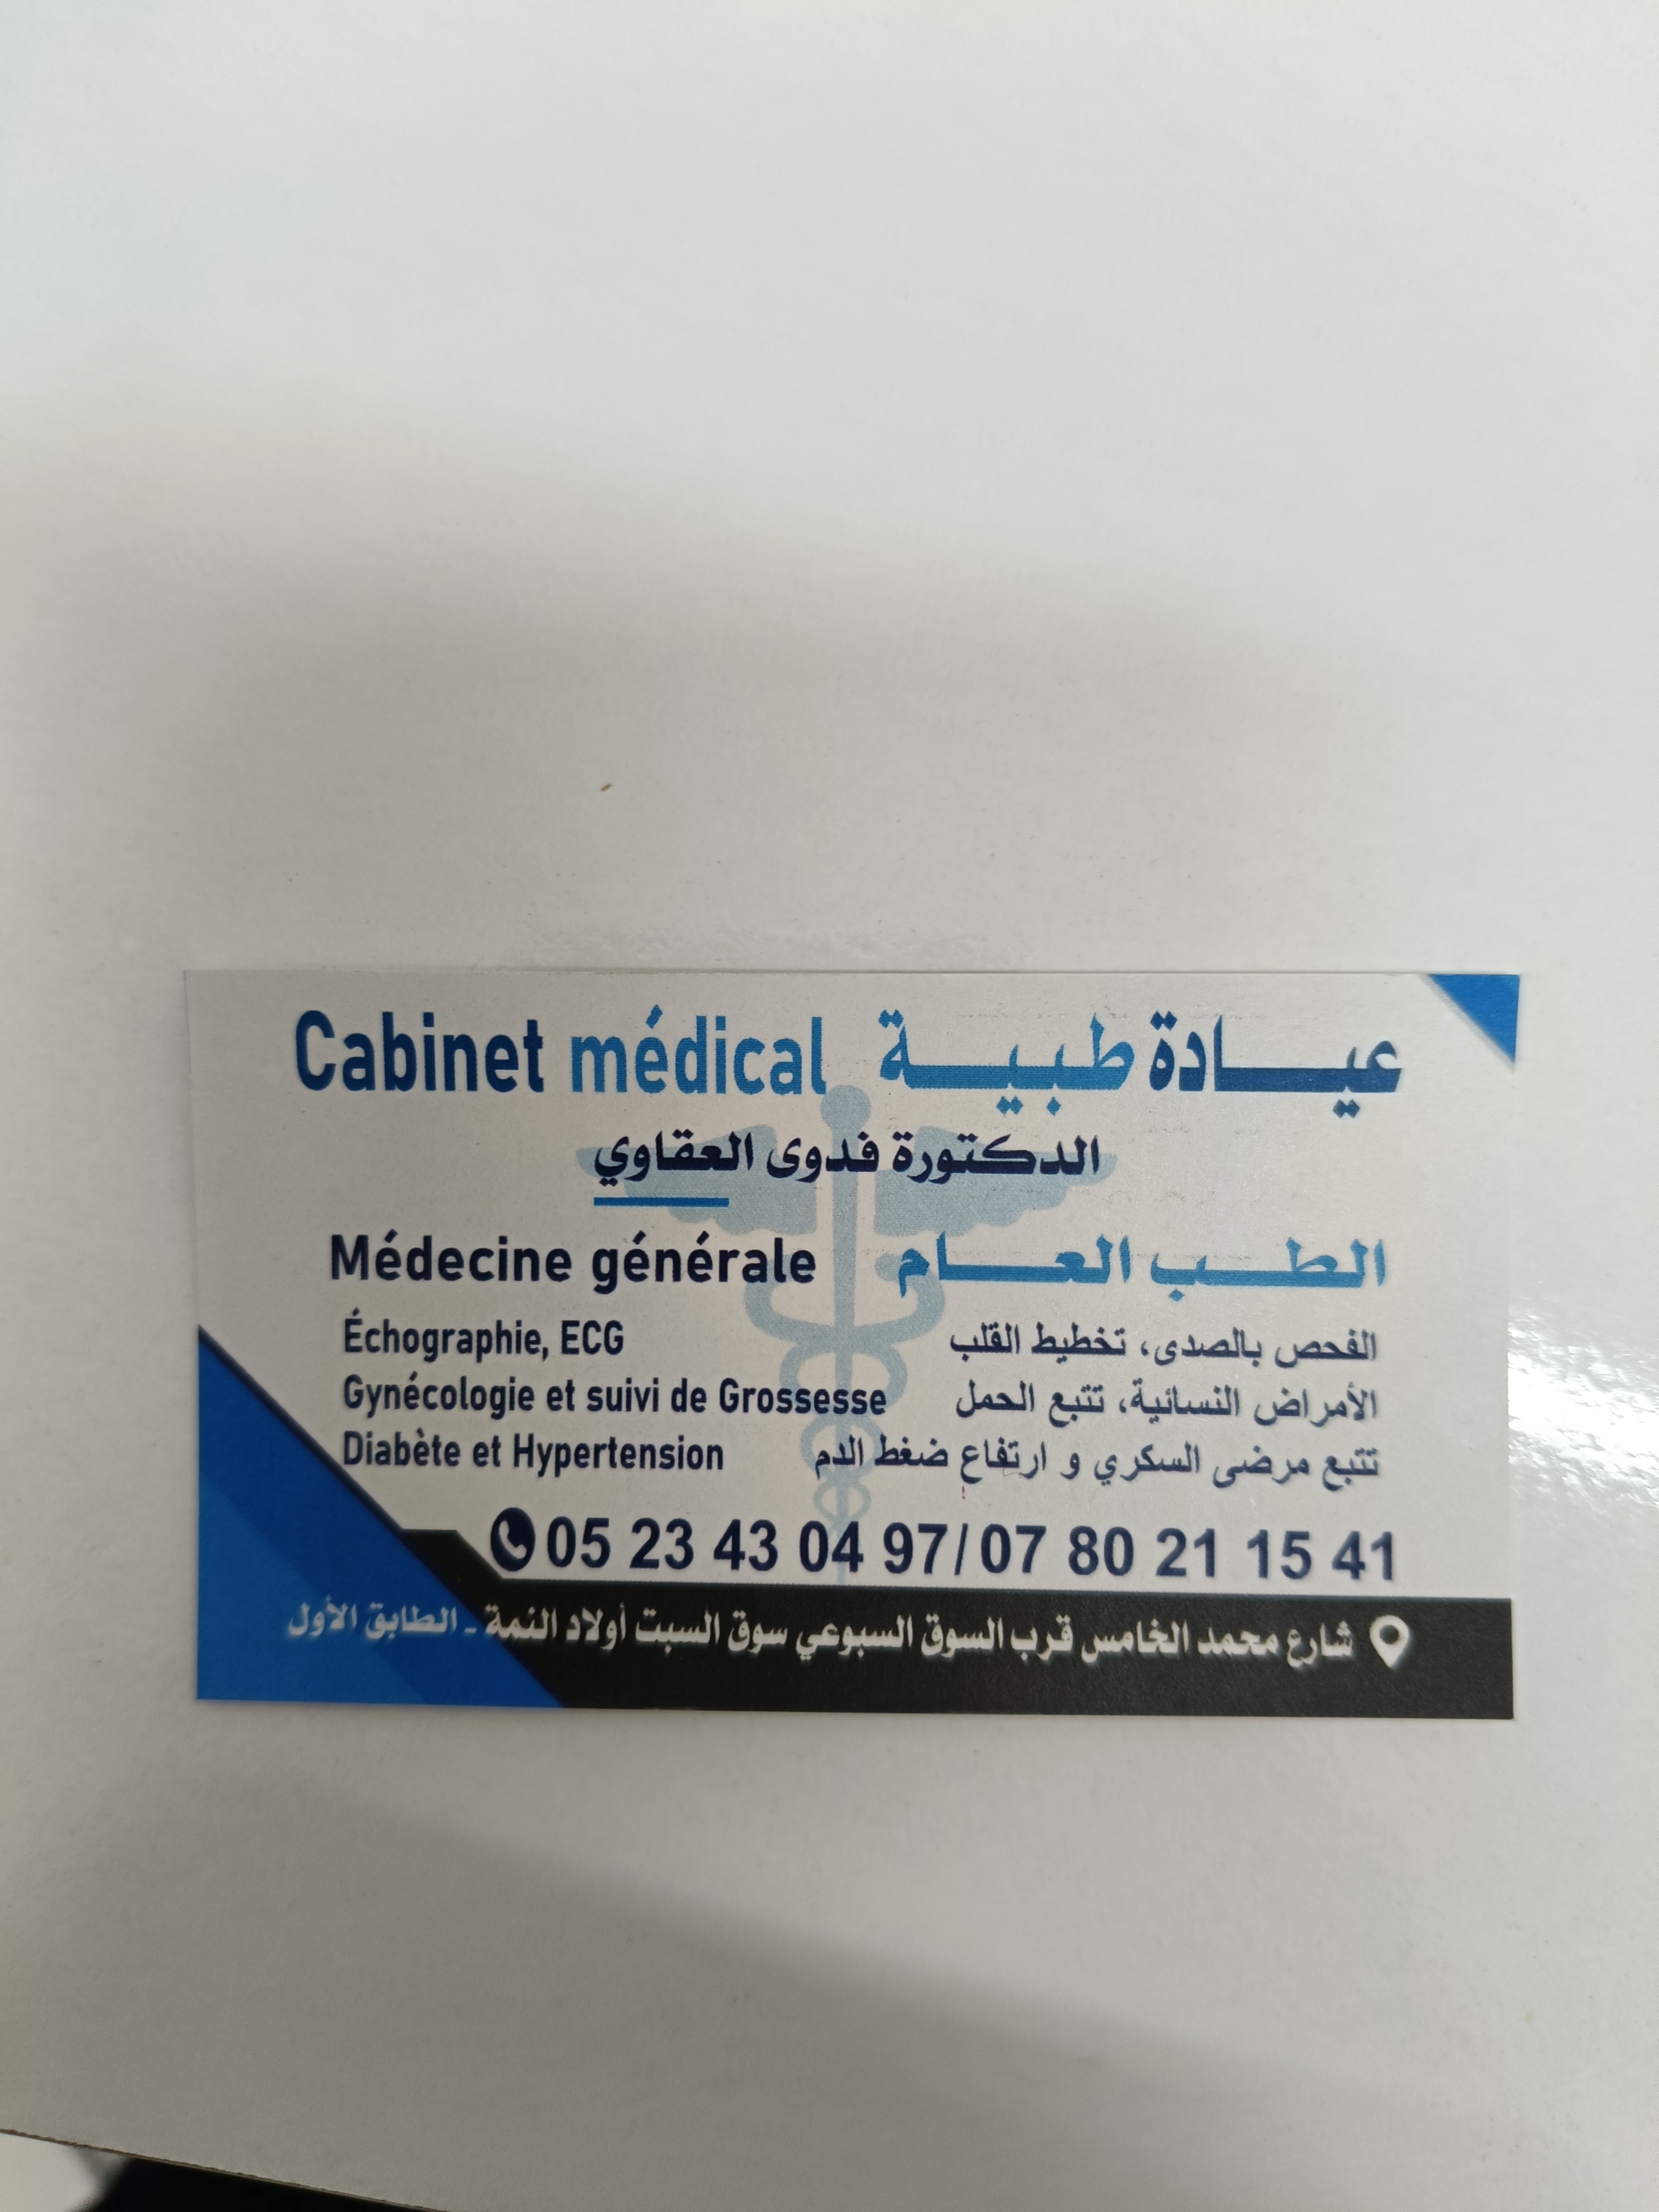 Cabinet médical عيادة طبية
الدكتورة فدوى العقاوي
Médecine générale الطب العام
Échographie, ECG الفحص بالصدى، تخطيط القلب
Gynécologie et suivi de Grossesse الأمراض النسائية، تتبع الحمل
Diabète et Hypertension تتبع مرضى السكري و ارتفاع ضغط الدم
05 23 43 04 97/07 80 21 15 41
شارع محمد الخامس قرب السوق السبوعي سوق السبت أولاد النمة - الطابق الأول